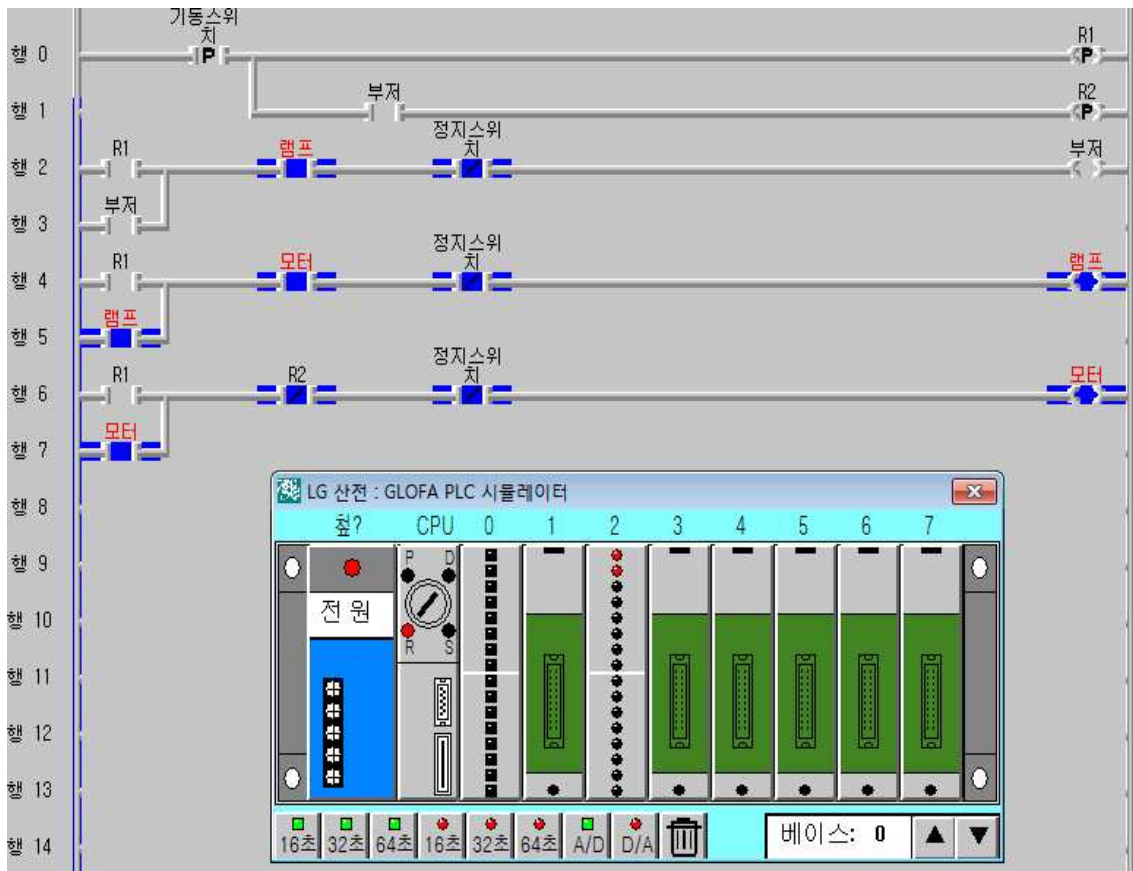 기동스위
치
R1
행 0
P
P
부저
R2
행 1
P
정지스위
R1
램프
치
부저
행 2
부저
행 3
정지스위
R1
모터
치
램프
행 4
램프
행 5
정지스위
R1
R2
치
모터
행 6
모터
행 7
LG 산전 : GLOFA PLC 시뮬레이터
행 8
첲? CPU 0 1 2 3 4 5 6 7
행 9
P D
전 원
행 10
R S
행 11
행 12
행 13
행 14
16초 32초 64초 16초 32초 64초 A/D D/A
베이스: 0